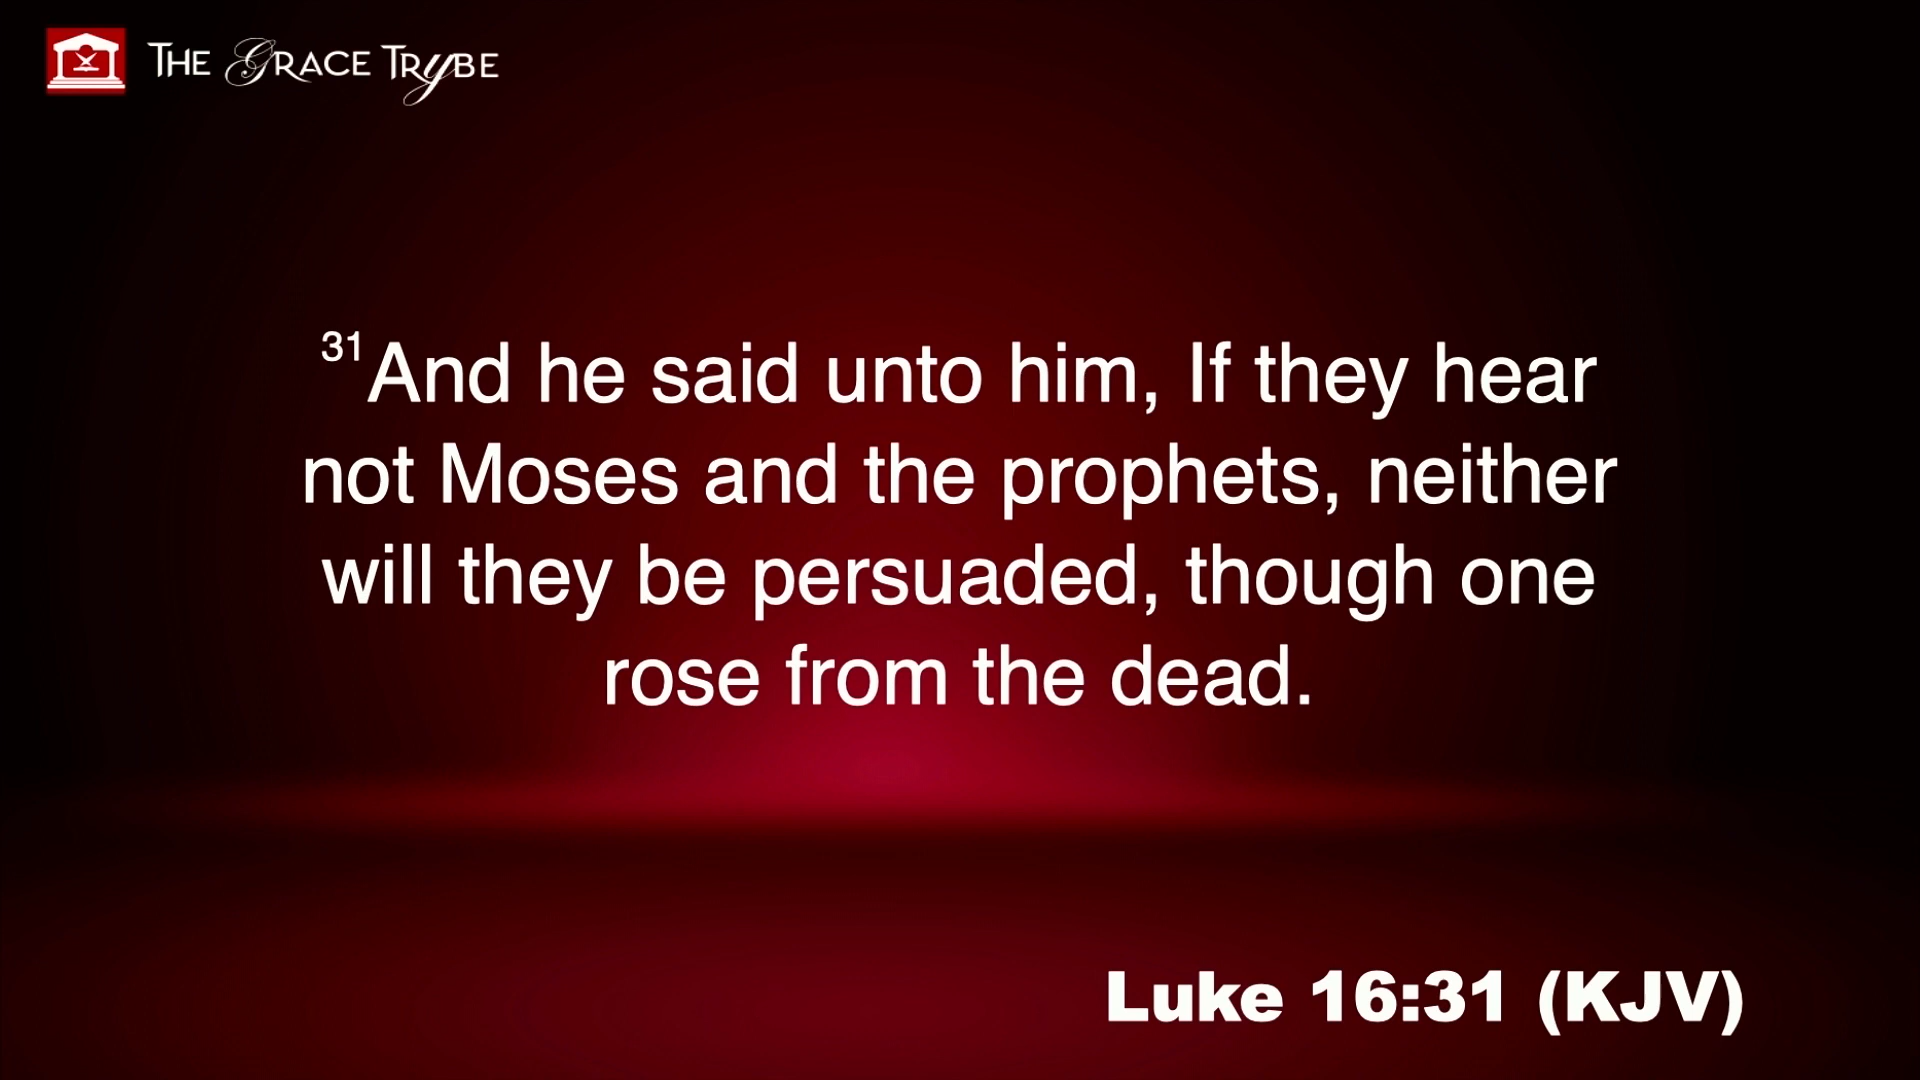 The Grace Trybe
31And he said unto him, If they hear
not Moses and the prophets, neither
will they be persuaded, though one
rose from the dead.
Luke 16:31 (KJV)